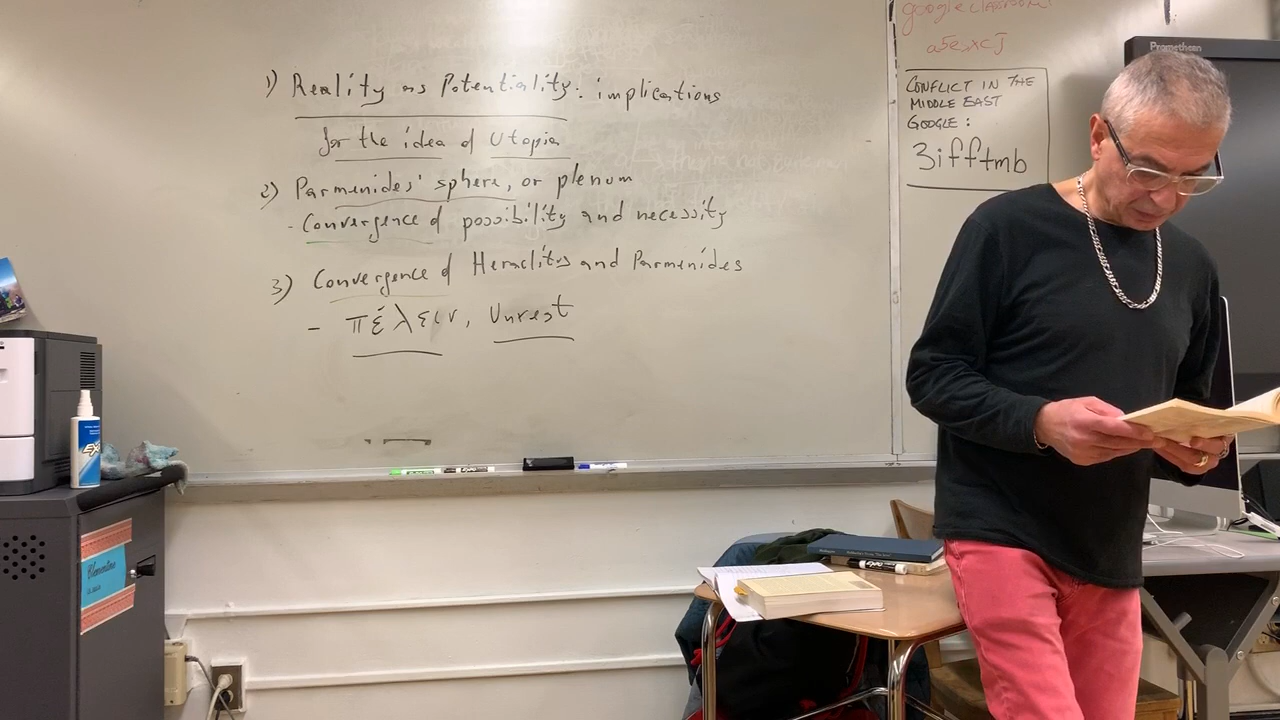 1) Reality as Potentiality: implications
for the idea of Utopia
2) Parmenides' sphere, or plenum
- Convergence of possibility and necessity
3) Convergence of Heraclitus and Parmenides
- πέλειν, Unrest
google classroom
CONFLICT IN THE
MIDDLE EAST
GOOGLE:
3ifftmb
Promethean
Clementine